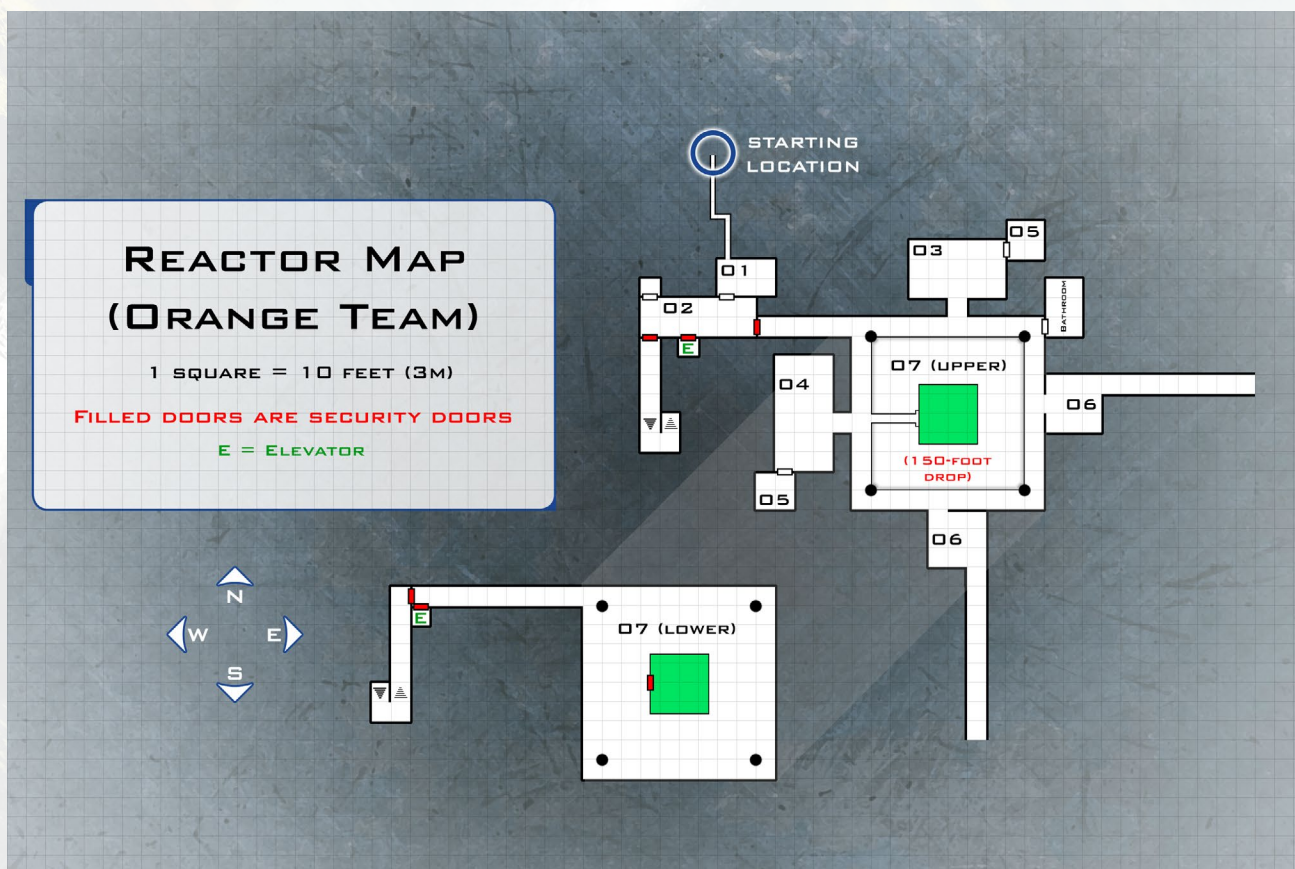 STARTING
LOCATION
REACTOR MAP
(ORANGE TEAM)
1 SQUARE = 10 FEET (3M)
FILLED DOORS ARE SECURITY DOORS
E = ELEVATOR
01
02
E
03
05
BATHROOM
04
05
07 (UPPER)
(150-FOOT
DROP)
06
06
N
W
E
S
E
07 (LOWER)